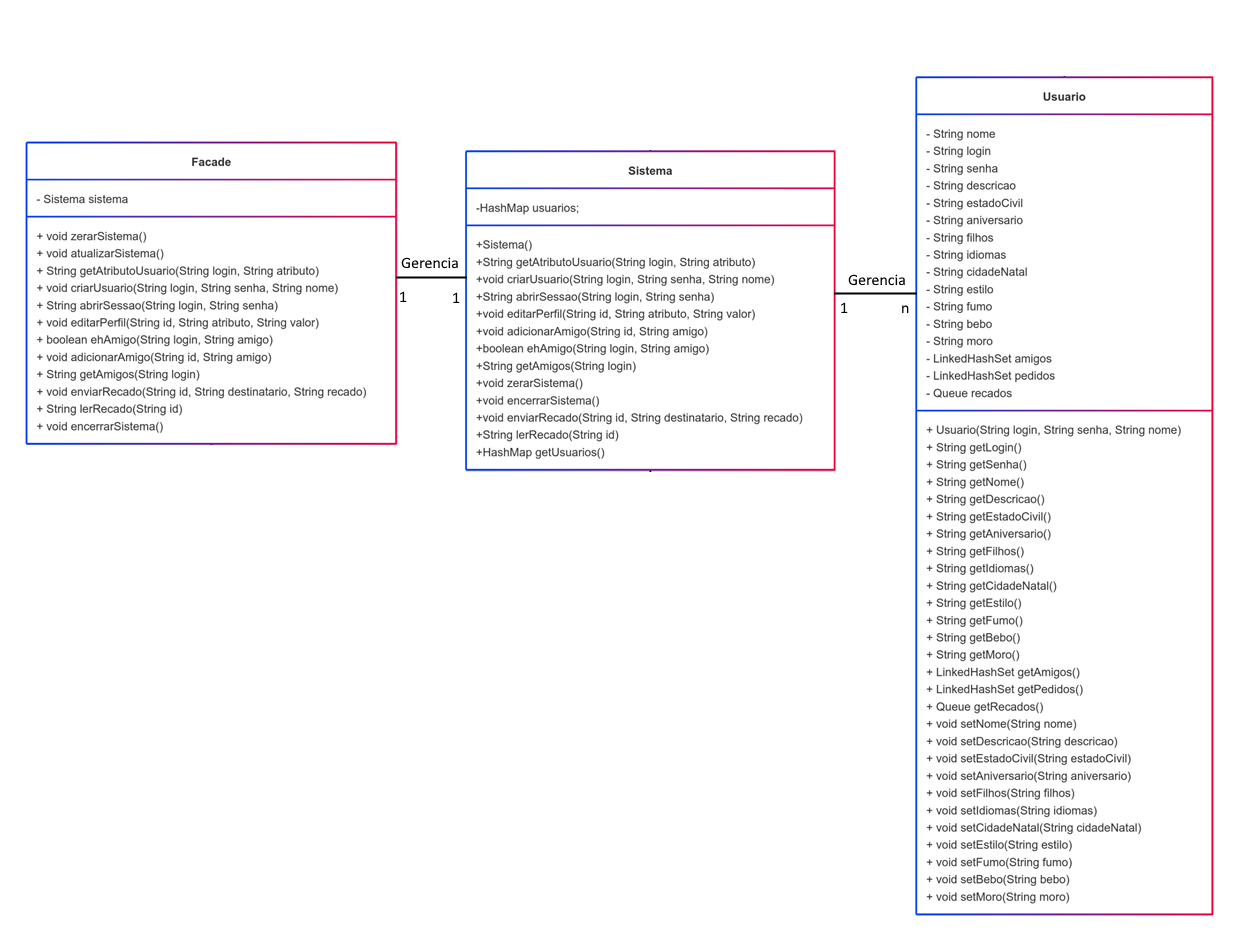 Facade
- Sistema sistema
+ void zerarSistema()
+ void atualizarSistema()
+ String getAtributoUsuario(String login, String atributo)
+ void criarUsuario(String login, String senha, String nome)
+ String abrirSessao(String login, String senha)
+ void editarPerfil(String id, String atributo, String valor)
+ boolean ehAmigo(String login, String amigo)
+ void adicionarAmigo(String id, String amigo)
+ String getAmigos(String login)
+ void enviarRecado(String id, String destinatario, String recado)
+ String lerRecado(String id)
+ void encerrarSistema()
Gerencia
1
1
Sistema
-HashMap usuarios;
+Sistema()
+String getAtributoUsuario(String login, String atributo)
+void criarUsuario(String login, String senha, String nome)
+String abrirSessao(String login, String senha)
+void editarPerfil(String id, String atributo, String valor)
+void adicionarAmigo(String id, String amigo)
+boolean ehAmigo(String login, String amigo)
+String getAmigos(String login)
+void zerarSistema()
+void encerrarSistema()
+void enviarRecado(String id, String destinatario, String recado)
+String lerRecado(String id)
+HashMap getUsuarios()
Gerencia
1
n
Usuario
- String nome
- String login
- String senha
- String descricao
- String estadoCivil
- String aniversario
- String filhos
- String idiomas
- String cidadeNatal
- String estilo
- String fumo
- String bebo
- String moro
- LinkedHashSet amigos
- LinkedHashSet pedidos
- Queue recados
+ Usuario(String login, String senha, String nome)
+ String getLogin()
+ String getSenha()
+ String getNome()
+ String getDescricao()
+ String getEstadoCivil()
+ String getAniversario()
+ String getFilhos()
+ String getIdiomas()
+ String getCidadeNatal()
+ String getEstilo()
+ String getFumo()
+ String getBebo()
+ String getMoro()
+ LinkedHashSet getAmigos()
+ LinkedHashSet getPedidos()
+ Queue getRecados()
+ void setNome(String nome)
+ void setDescricao(String descricao)
+ void setEstadoCivil(String estadoCivil)
+ void setAniversario(String aniversario)
+ void setFilhos(String filhos)
+ void setIdiomas(String idiomas)
+ void setCidadeNatal(String cidadeNatal)
+ void setEstilo(String estilo)
+ void setFumo(String fumo)
+ void setBebo(String bebo)
+ void setMoro(String moro)